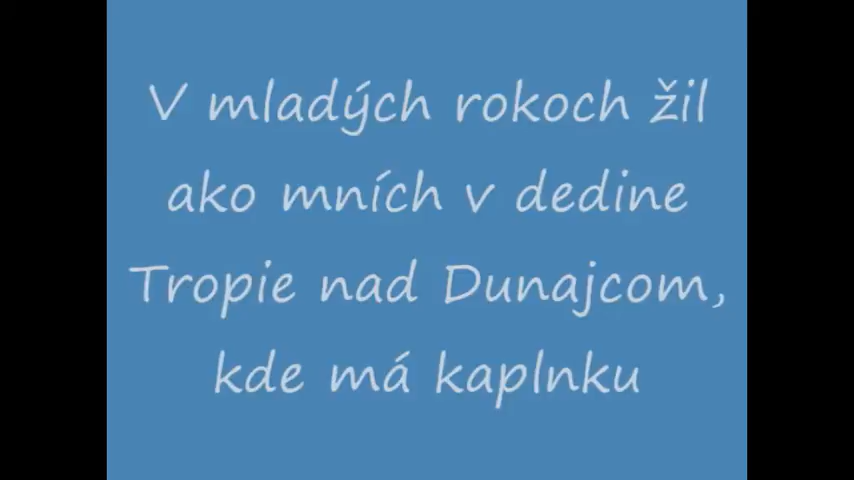 V mladých rokoch žil
ako mních v dedine
Tropie nad Dunajcom,
kde má kaplnku